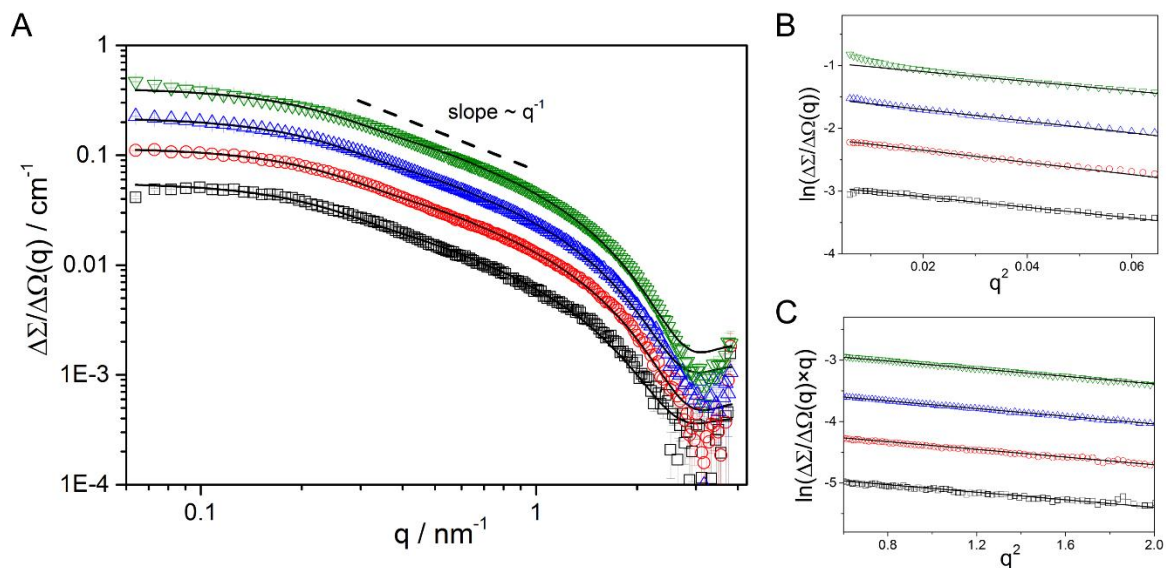 A
1
0.1
0.01
1E-3
1E-4
ΔΣ/ΔΩ(q) / cm⁻¹
slope ~ q⁻¹
0.1
1
q / nm⁻¹
B
-1
-2
-3
-4
ln(ΔΣ/ΔΩ(q))
0.02
0.04
0.06
q²
C
-3
-4
-5
ln(ΔΣ/ΔΩ(q)×q)
0.8
1.2
1.6
2.0
q²